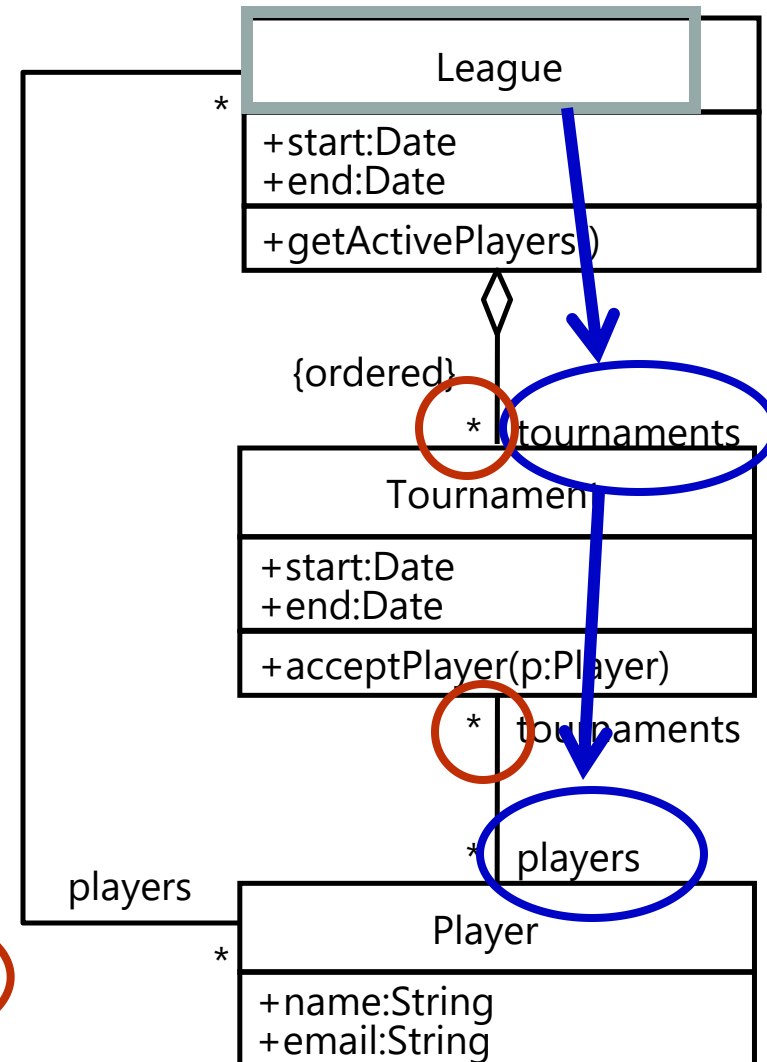 League
*
+start:Date
+end:Date
+getActivePlayers()
{ordered}
* tournaments
Tournament
+start:Date
+end:Date
+acceptPlayer(p:Player)
* tournaments
* players
players
Player
*
+name:String
+email:String